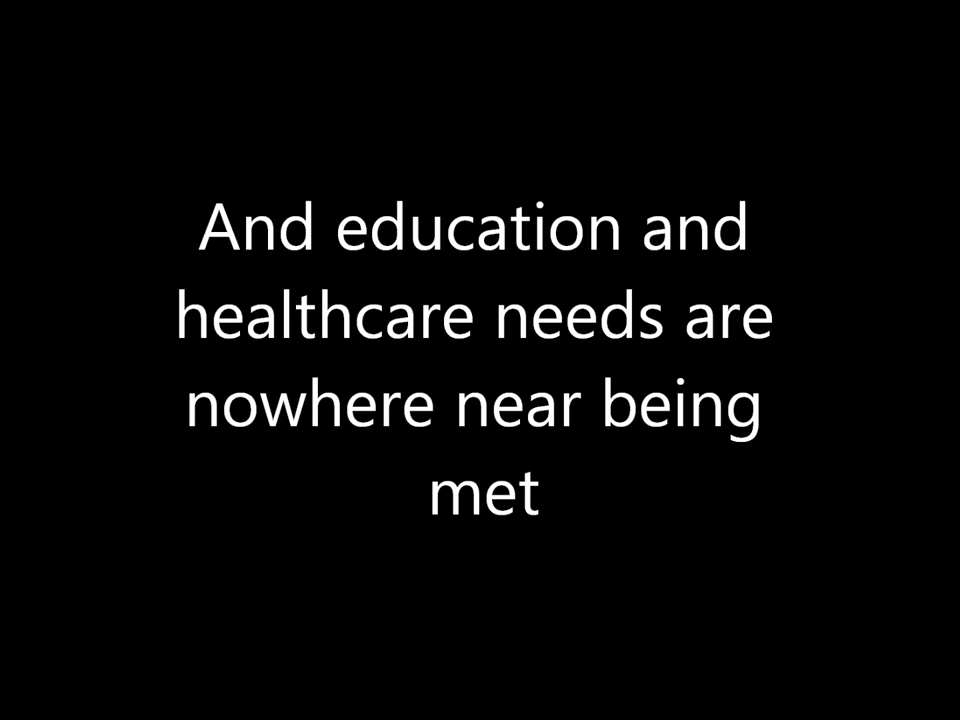 And education and
healthcare needs are
nowhere near being
met